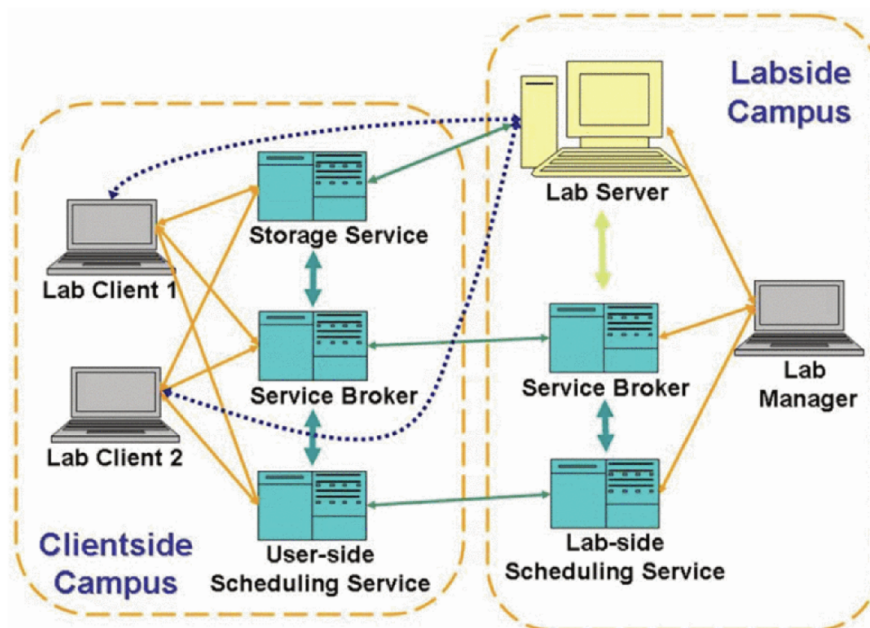 Labside
Campus
Lab Server
Storage Service
Lab Client 1
Service Broker
Service Broker
Lab
Manager
Lab Client 2
Clientside
Campus
User-side
Scheduling Service
Lab-side
Scheduling Service